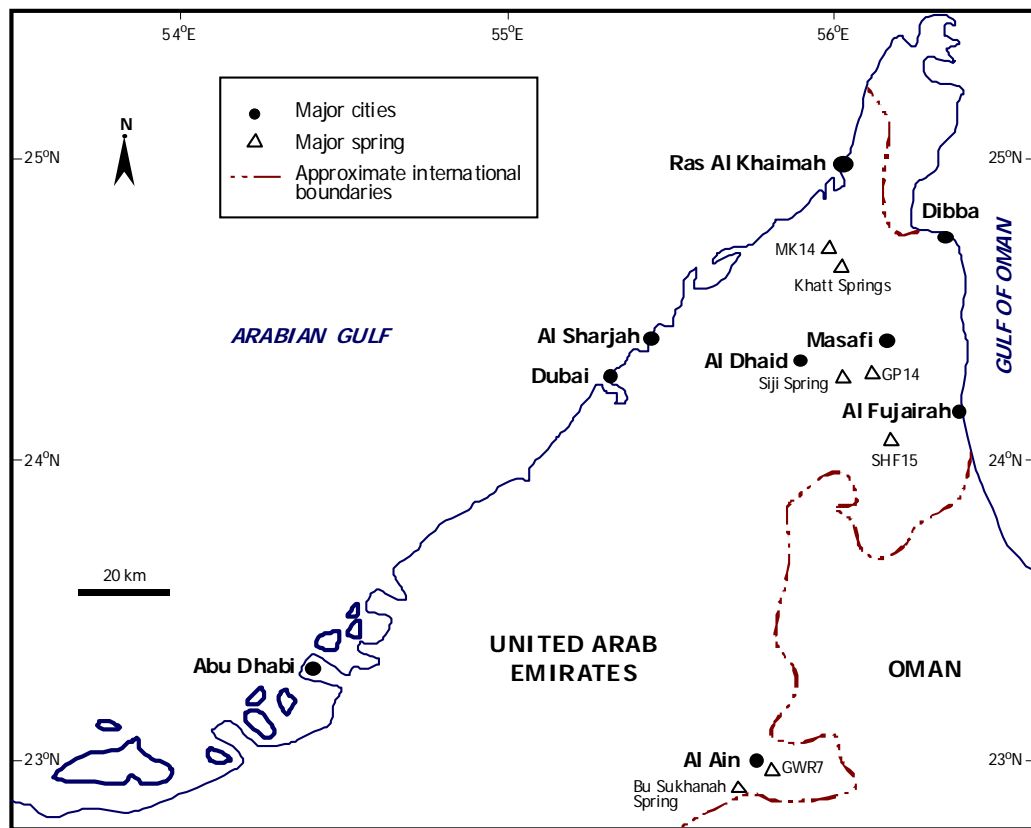 54°E
55°E
56°E
Major cities
Major spring
Approximate international
boundaries
N
25°N
25°N
Ras Al Khaimah
Dibba
MK14
Khatt Springs
GULF OF OMAN
ARABIAN GULF
Al Sharjah
Masafi
Al Dhaid
Dubai
Siji Spring
GP14
Al Fujairah
SHF15
24°N
24°N
20 km
UNITED ARAB
EMIRATES
OMAN
Abu Dhabi
23°N
23°N
Al Ain
GWR7
Bu Sukhanah
Spring